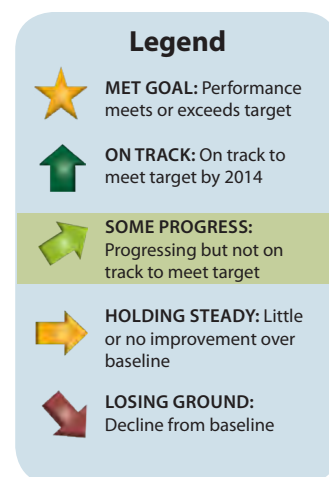 Legend
MET GOAL: Performance
meets or exceeds target
ON TRACK: On track to
meet target by 2014
SOME PROGRESS:
Progressing but not on
track to meet target
HOLDING STEADY: Little
or no improvement over
baseline
LOSING GROUND:
Decline from baseline